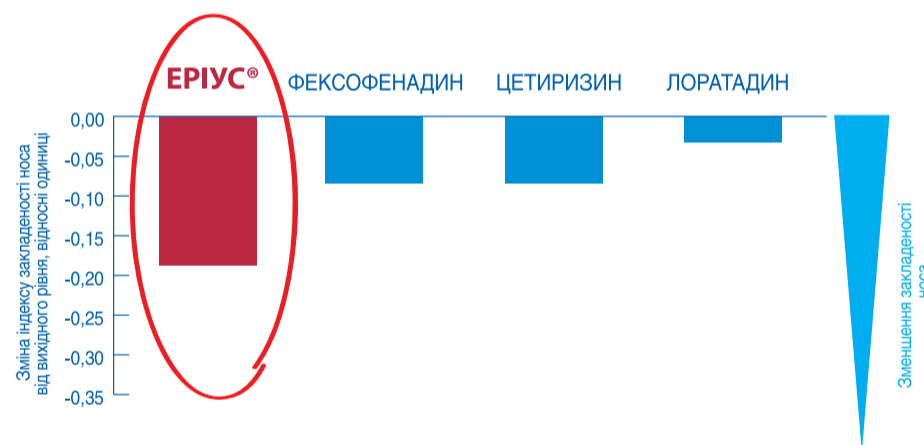 ЕРІУС®
ФЕКСОФЕНАДИН
ЦЕТИРИЗИН
ЛОРАТАДИН
Зміна індексу закладеності носа
від вихідного рівня, відносні одиниці
0,00
-0,05
-0,10
-0,15
-0,20
-0,25
-0,30
-0,35
Зменшення закладеності
носа